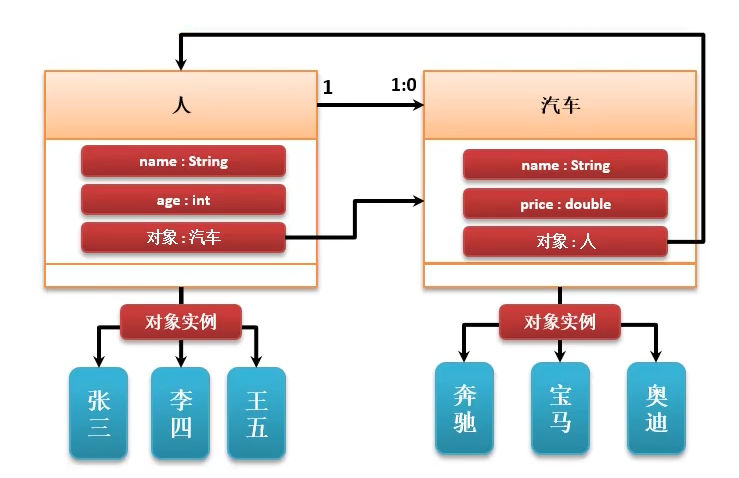 人
1
1:0
汽车
name : String
age : int
对象 : 汽车
name : String
price : double
对象 : 人
对象实例
张三
李四
王五
对象实例
奔驰
宝马
奥迪